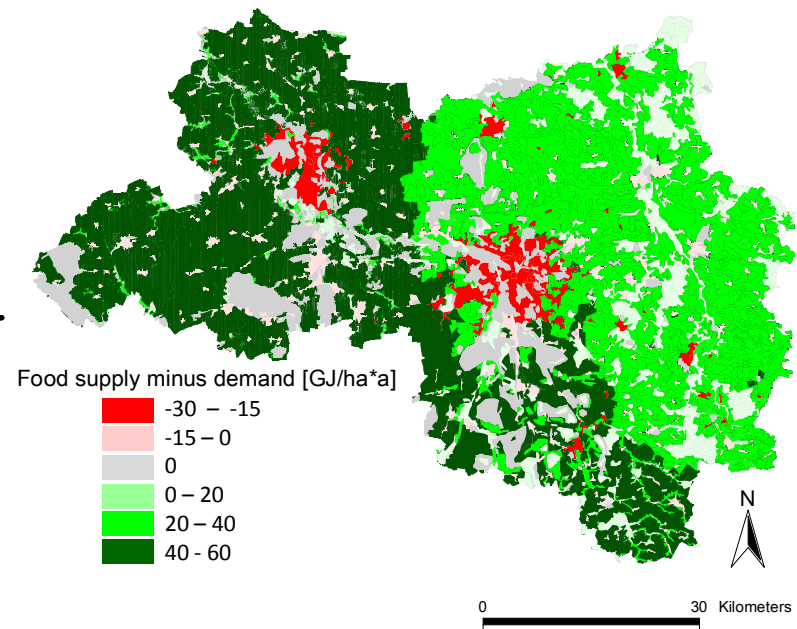 Food supply minus demand [GJ/ha*a]
-30 – -15
-15 – 0
0
0 – 20
20 – 40
40 - 60
N
0 30 Kilometers